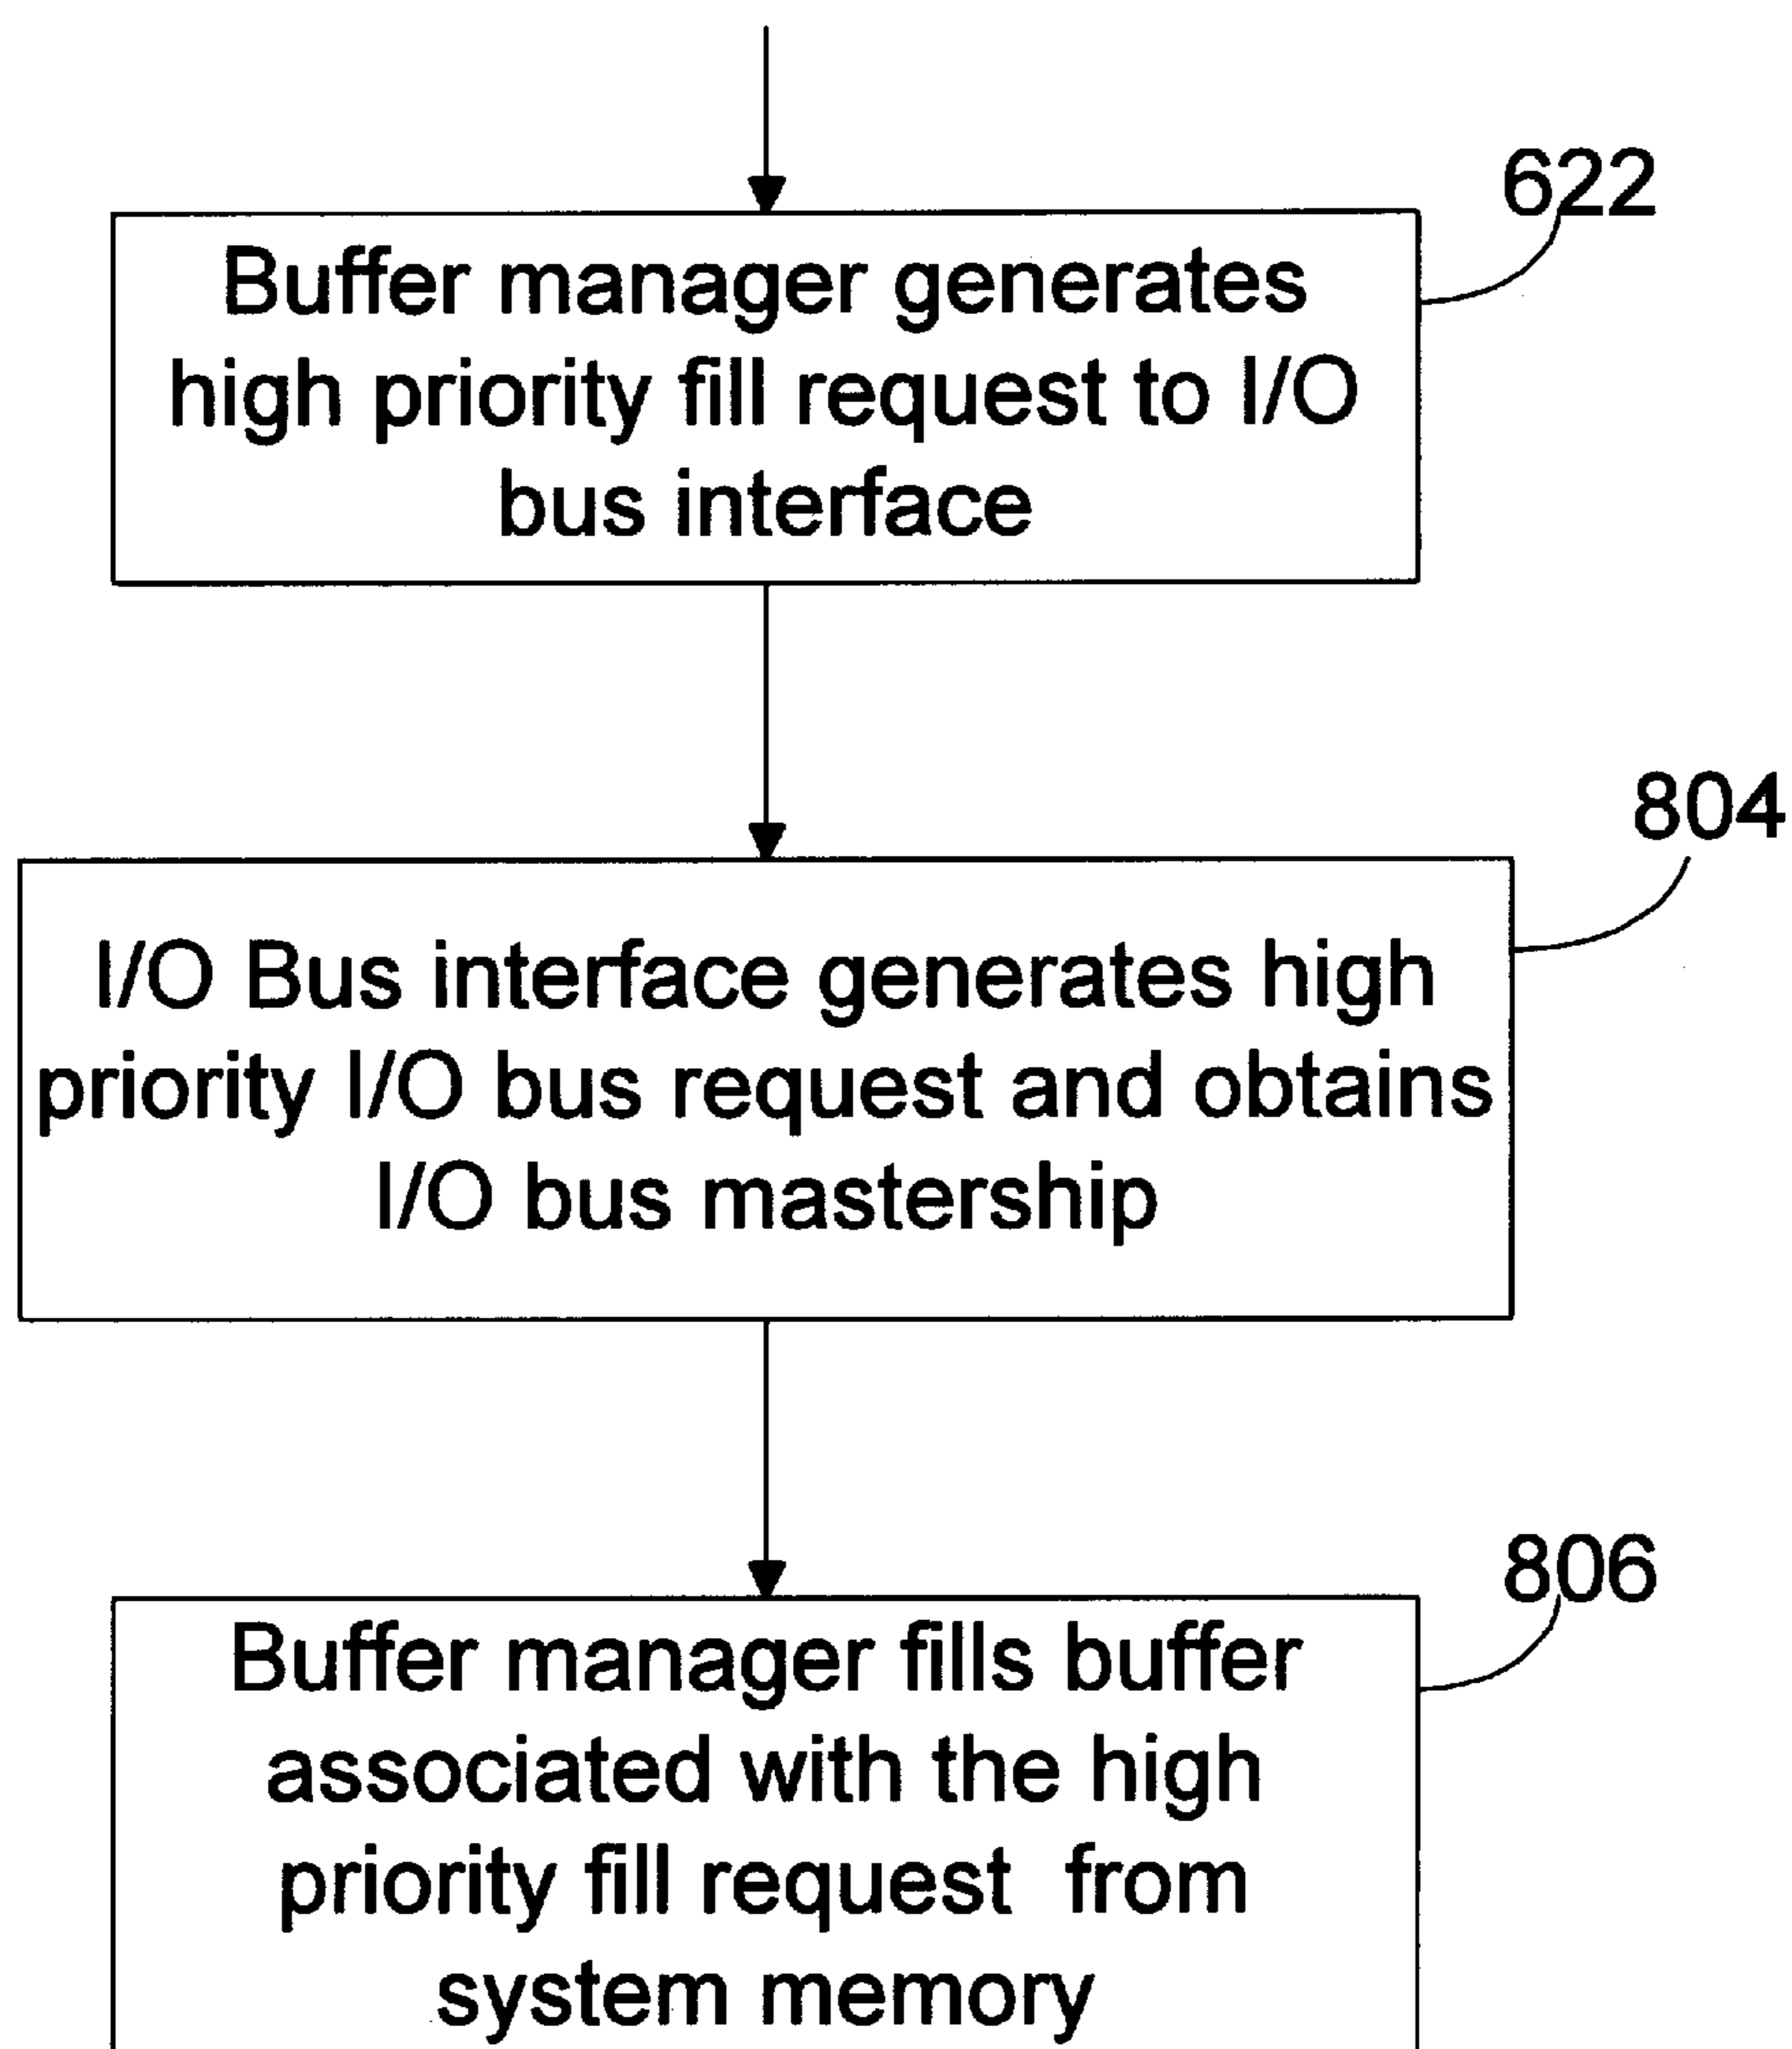 622
Buffer manager generates
high priority fill request to I/O
bus interface
804
I/O Bus interface generates high
priority I/O bus request and obtains
I/O bus mastership
806
Buffer manager fills buffer
associated with the high
priority fill request from
system memory